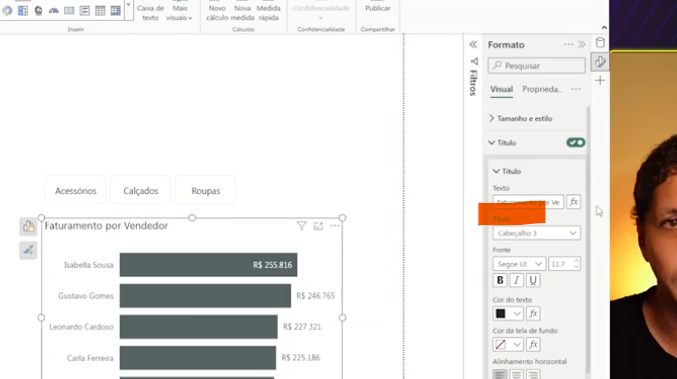 Caixa de texto
Mais visuais
Novo cálculo
Nova medida
Medida rápida
Confidencialidade
Publicar
Inserir
Cálculos
Confidencialidade
Compartilhar
Formato
Pesquisar
Filtros
Visual
Proprieda...
Tamanho e estilo
Título
Título
Texto
Faturamento por Ve
Título
Cabeçalho 3
Fonte
Segoe UI
11.7
B I U
Cor do texto
fx
Cor da tela de fundo
fx
Alinhamento horizontal
Acessórios
Calçados
Roupas
Faturamento por Vendedor
Isabella Sousa
R$ 255.816
Gustavo Gomes
R$ 246.765
Leonardo Cardoso
R$ 227.321
Carla Ferreira
R$ 225.186